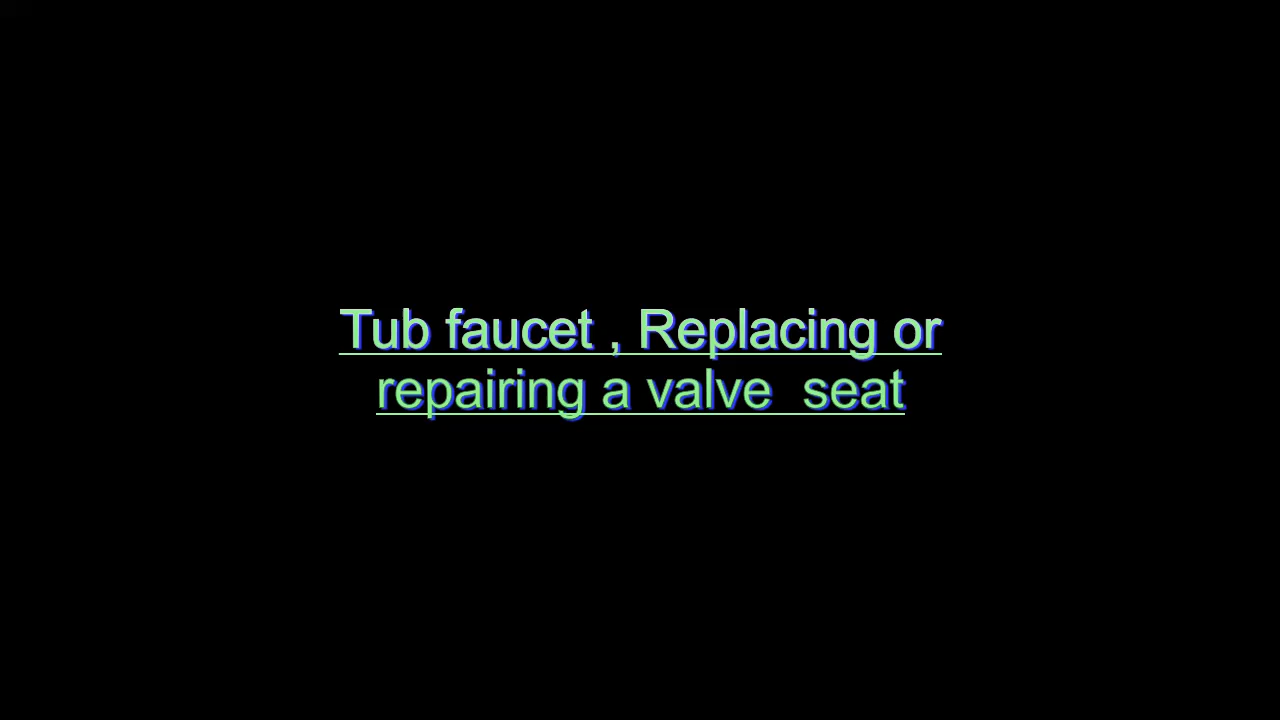 Tub faucet , Replacing or
repairing a valve  seat